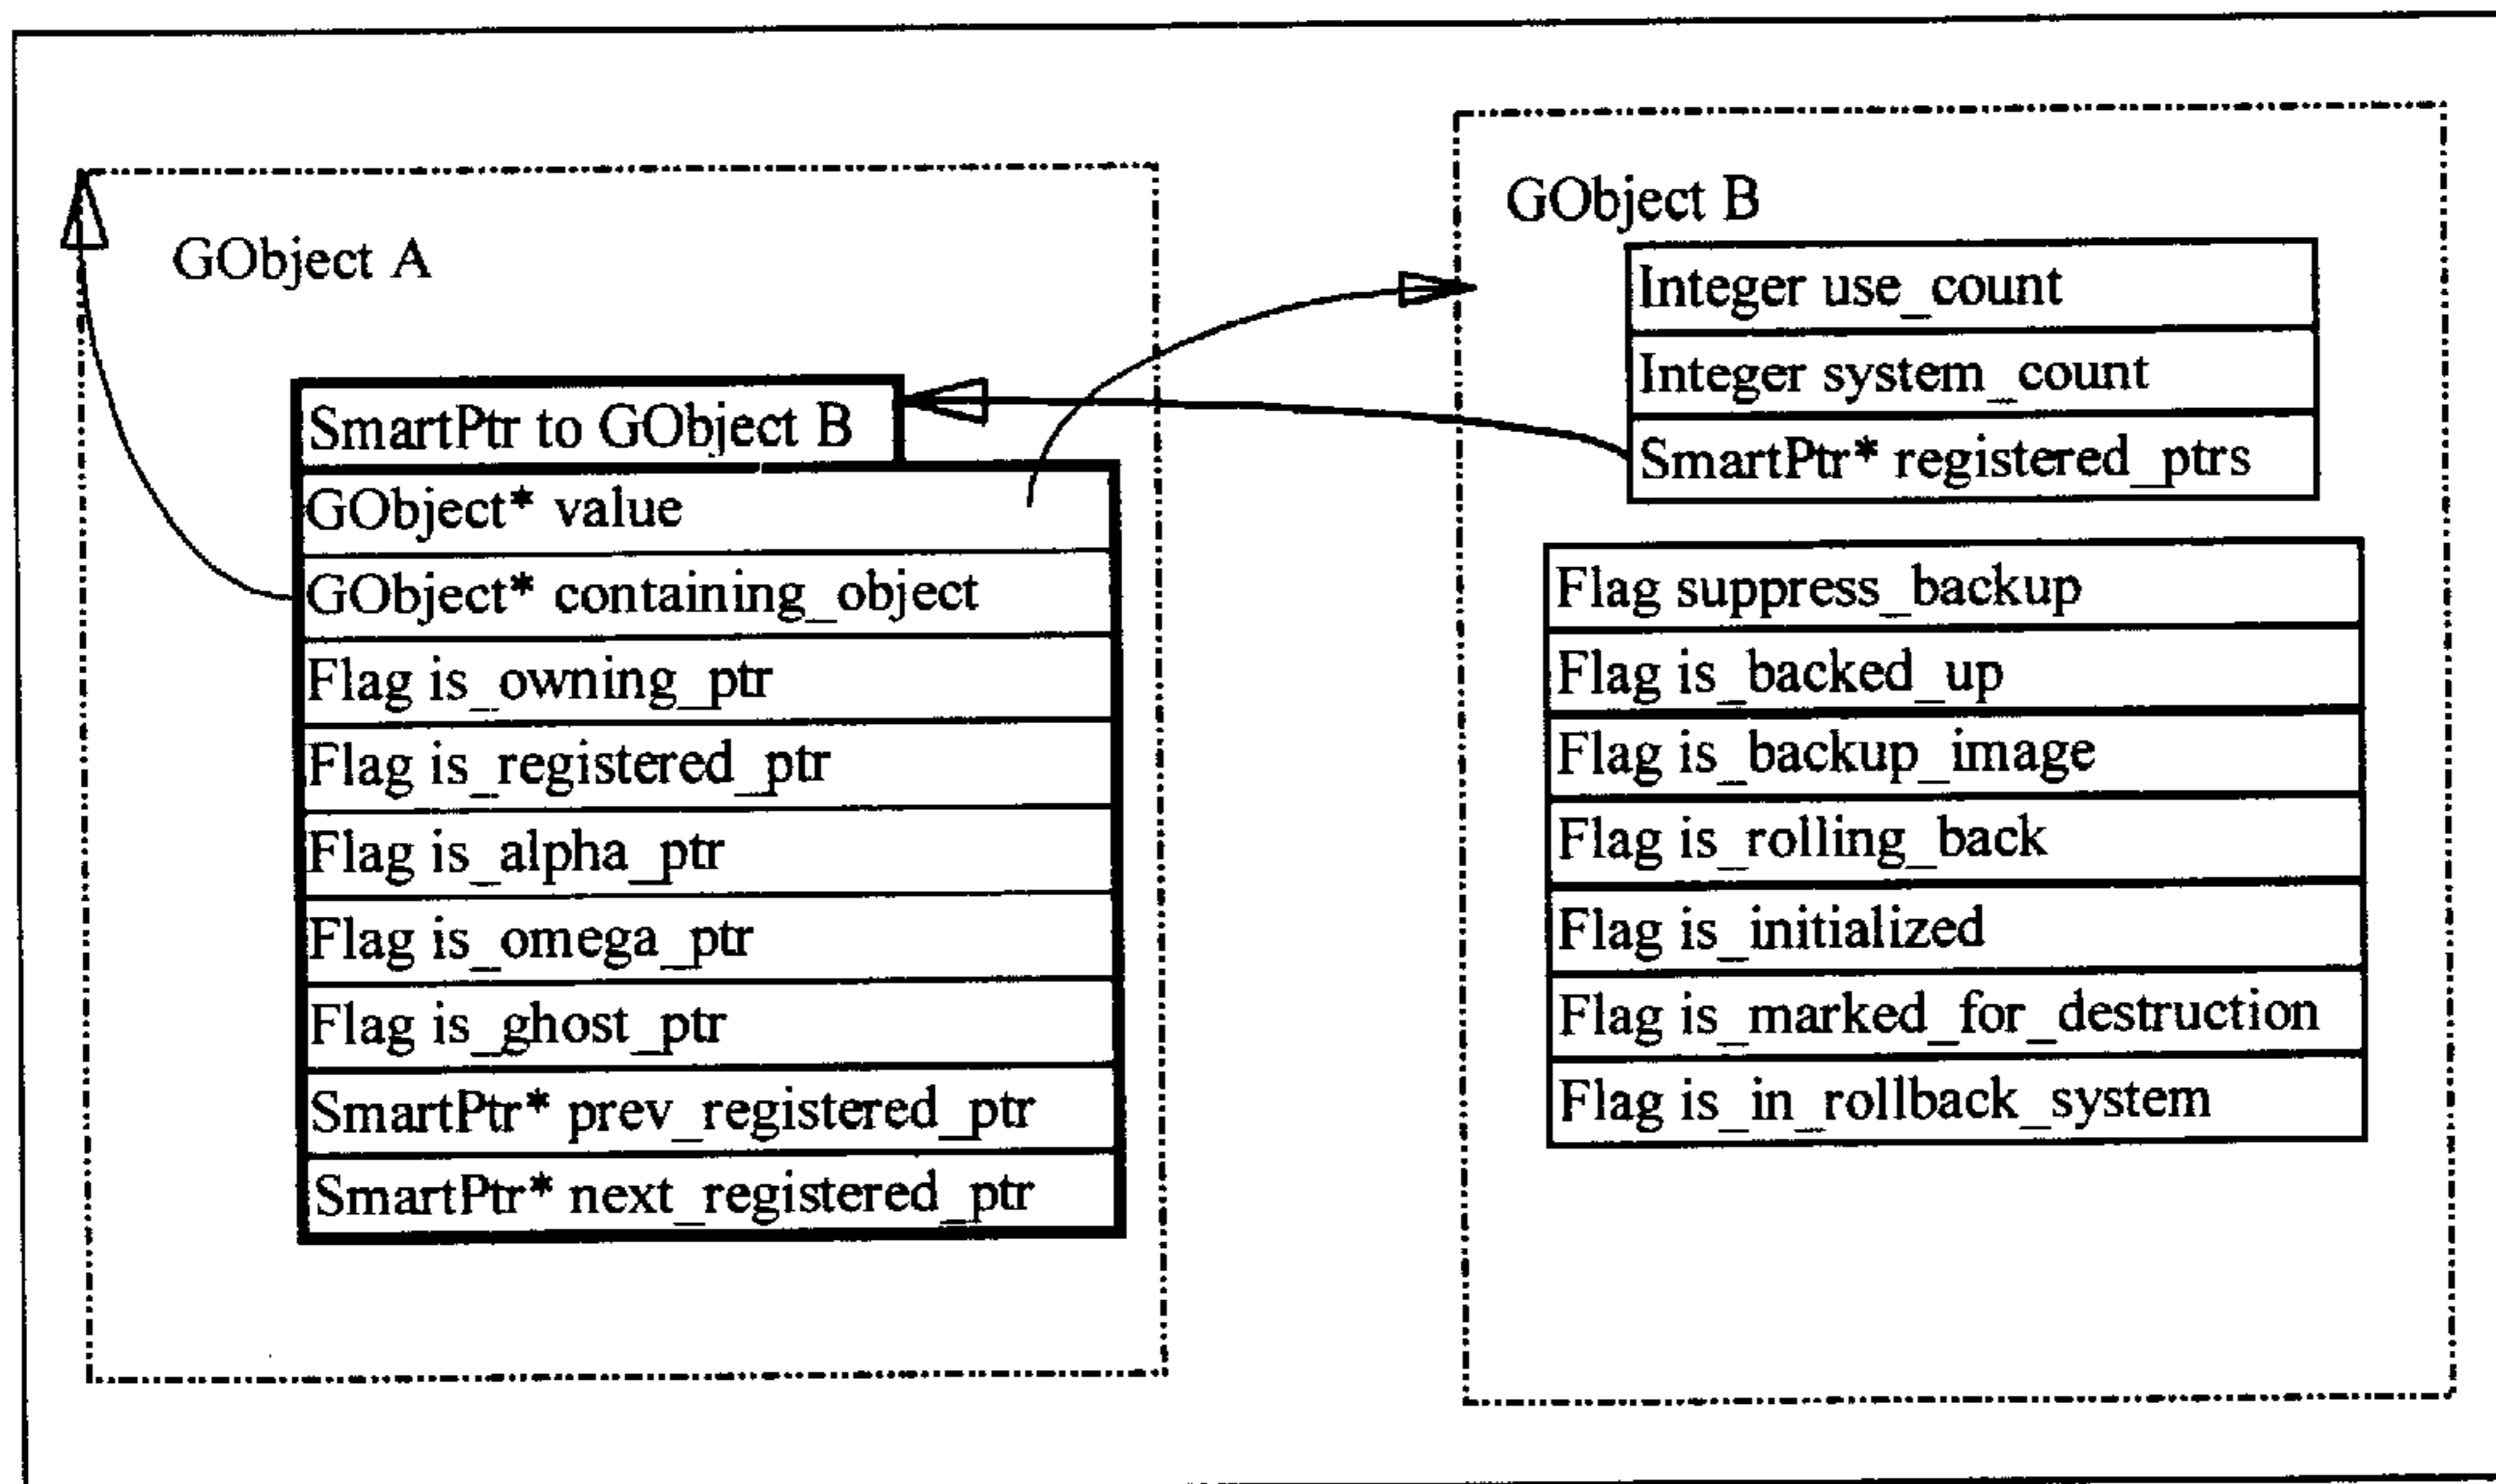 GObject A
SmartPtr to GObject B
GObject* value
GObject* containing_object
Flag is_owning_ptr
Flag is_registered_ptr
Flag is_alpha_ptr
Flag is_omega_ptr
Flag is_ghost_ptr
SmartPtr* prev_registered_ptr
SmartPtr* next_registered_ptr
GObject B
Integer use_count
Integer system_count
SmartPtr* registered_ptrs
Flag suppress_backup
Flag is_backed_up
Flag is_backup_image
Flag is_rolling_back
Flag is_initialized
Flag is_marked_for_destruction
Flag is_in_rollback_system